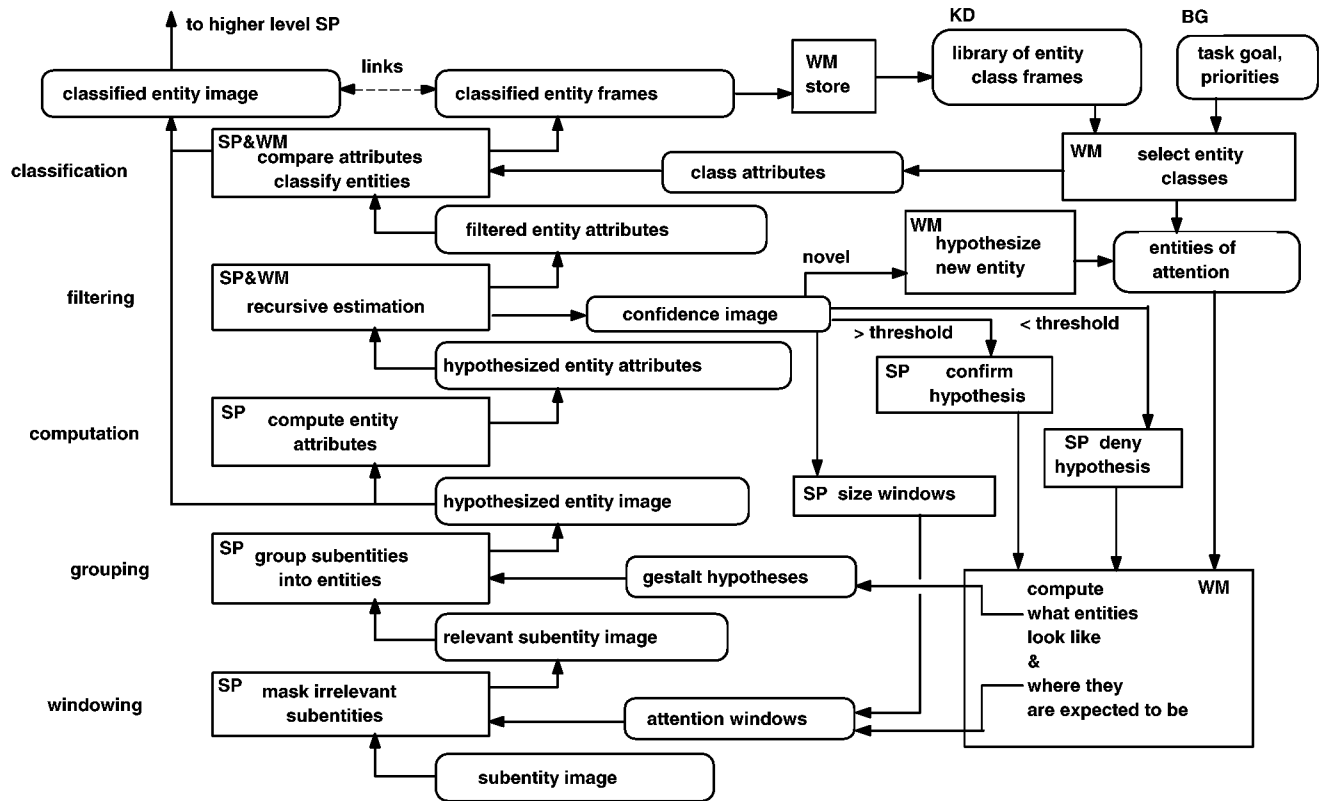 to higher level SP
KD
BG
links
classified entity image
classified entity frames
WM
store
library of entity
class frames
task goal,
priorities
classification
SP&WM
compare attributes
classify entities
class attributes
WM
select entity
classes
filtered entity attributes
WM
hypothesize
new entity
entities of
attention
novel
filtering
SP&WM
recursive estimation
confidence image
> threshold
< threshold
hypothesized entity attributes
SP confirm
hypothesis
computation
SP
compute entity
attributes
SP deny
hypothesis
hypothesized entity image
SP size windows
grouping
SP
group subentities
into entities
gestalt hypotheses
compute
what entities
look like
&
where they
are expected to be
WM
relevant subentity image
windowing
SP
mask irrelevant
subentities
attention windows
subentity image